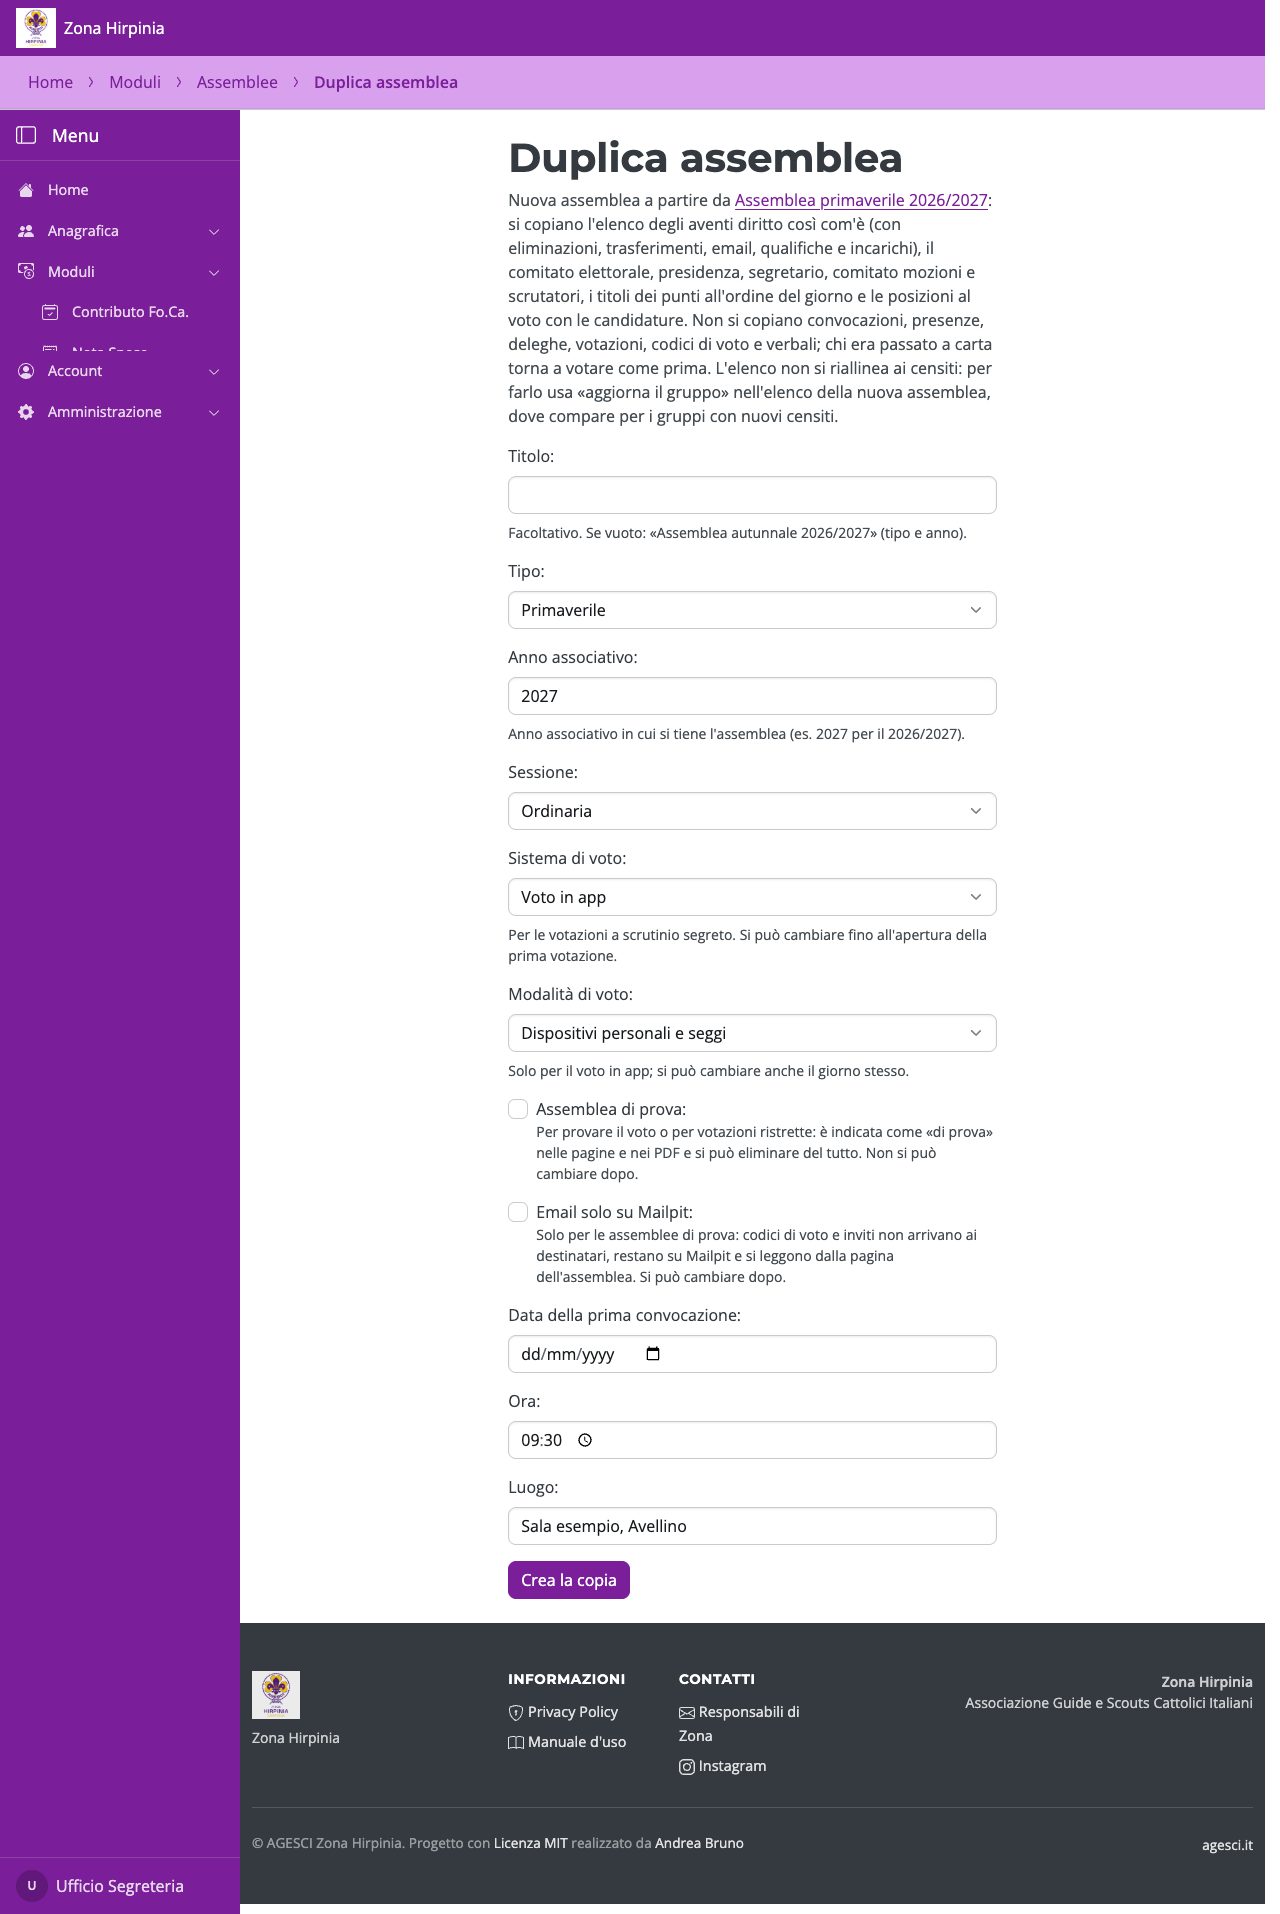 Zona Hirpinia
Home
Moduli
Assemblee
Duplica assemblea
Menu
Home
Anagrafica
Moduli
Contributo Fo.Ca.
Account
Amministrazione
Duplica assemblea
Nuova assemblea a partire da Assemblea primaverile 2026/2027:
si copiano l'elenco degli aventi diritto così com'è (con
eliminazioni, trasferimenti, email, qualifiche e incarichi), il
comitato elettorale, presidenza, segretario, comitato mozioni e
scrutatori, i titoli dei punti all'ordine del giorno e le posizioni al
voto con le candidature. Non si copiano convocazioni, presenze,
deleghe, votazioni, codici di voto e verbali; chi era passato a carta
torna a votare come prima. L'elenco non si riallinea ai censiti: per
farlo usa «aggiorna il gruppo» nell'elenco della nuova assemblea,
dove compare per i gruppi con nuovi censiti.
Titolo:
Facoltativo. Se vuoto: «Assemblea autunnale 2026/2027» (tipo e anno).
Tipo:
Primaverile
Anno associativo:
2027
Anno associativo in cui si tiene l'assemblea (es. 2027 per il 2026/2027).
Sessione:
Ordinaria
Sistema di voto:
Voto in app
Per le votazioni a scrutinio segreto. Si può cambiare fino all'apertura della
prima votazione.
Modalità di voto:
Dispositivi personali e seggi
Solo per il voto in app; si può cambiare anche il giorno stesso.
Assemblea di prova:
Per provare il voto o per votazioni ristrette: è indicata come «di prova»
nelle pagine e nei PDF e si può eliminare del tutto. Non si può
cambiare dopo.
Email solo su Mailpit:
Solo per le assemblee di prova: codici di voto e inviti non arrivano ai
destinatari, restano su Mailpit e si leggono dalla pagina
dell'assemblea. Si può cambiare dopo.
Data della prima convocazione:
dd/mm/yyyy
Ora:
09:30
Luogo:
Sala esempio, Avellino
Crea la copia
HIRPINIA
Zona Hirpinia
INFORMAZIONI
Privacy Policy
Manuale d'uso
CONTATTI
Responsabili di
Zona
Instagram
Zona Hirpinia
Associazione Guide e Scouts Cattolici Italiani
© AGESCI Zona Hirpinia. Progetto con Licenza MIT realizzato da Andrea Bruno
agesci.it
U
Ufficio Segreteria